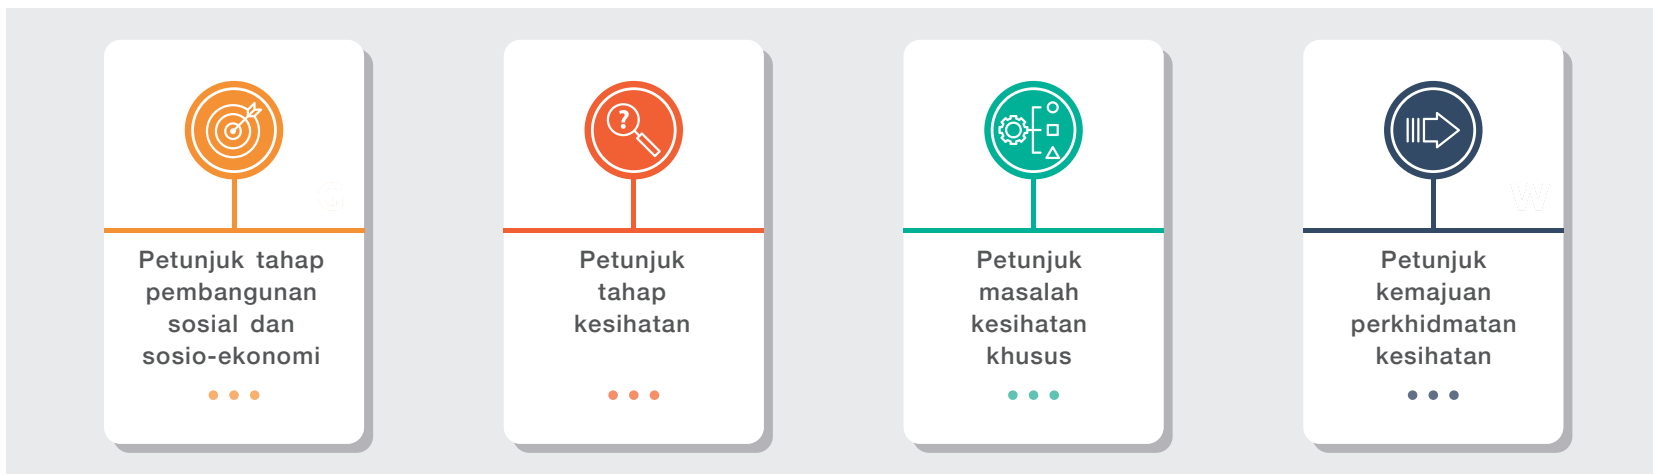 Petunjuk tahap
pembangunan
sosial dan
sosio-ekonomi
Petunjuk
tahap
kesihatan
Petunjuk
masalah
kesihatan
khusus
Petunjuk
kemajuan
perkhidmatan
kesihatan